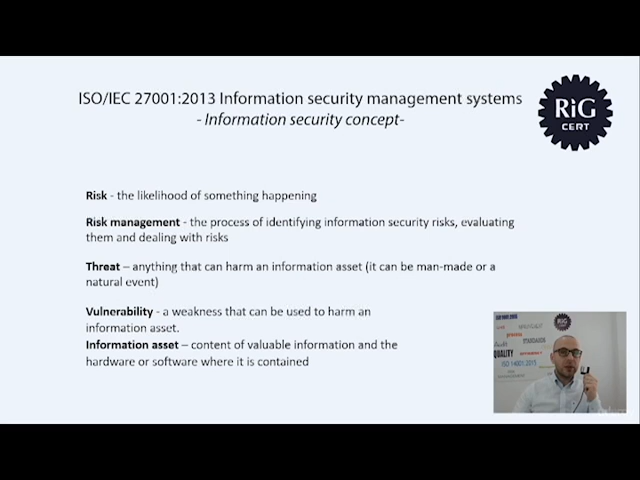 ISO/IEC 27001:2013 Information security management systems
- Information security concept-
RiG
CERT
Risk - the likelihood of something happening
Risk management - the process of identifying information security risks, evaluating
them and dealing with risks
Threat – anything that can harm an information asset (it can be man-made or a
natural event)
Vulnerability - a weakness that can be used to harm an
information asset.
Information asset – content of valuable information and the
hardware or software where it is contained
RiG
process
STANDARDS
Audit
QUALITY
ISO 14001:2015